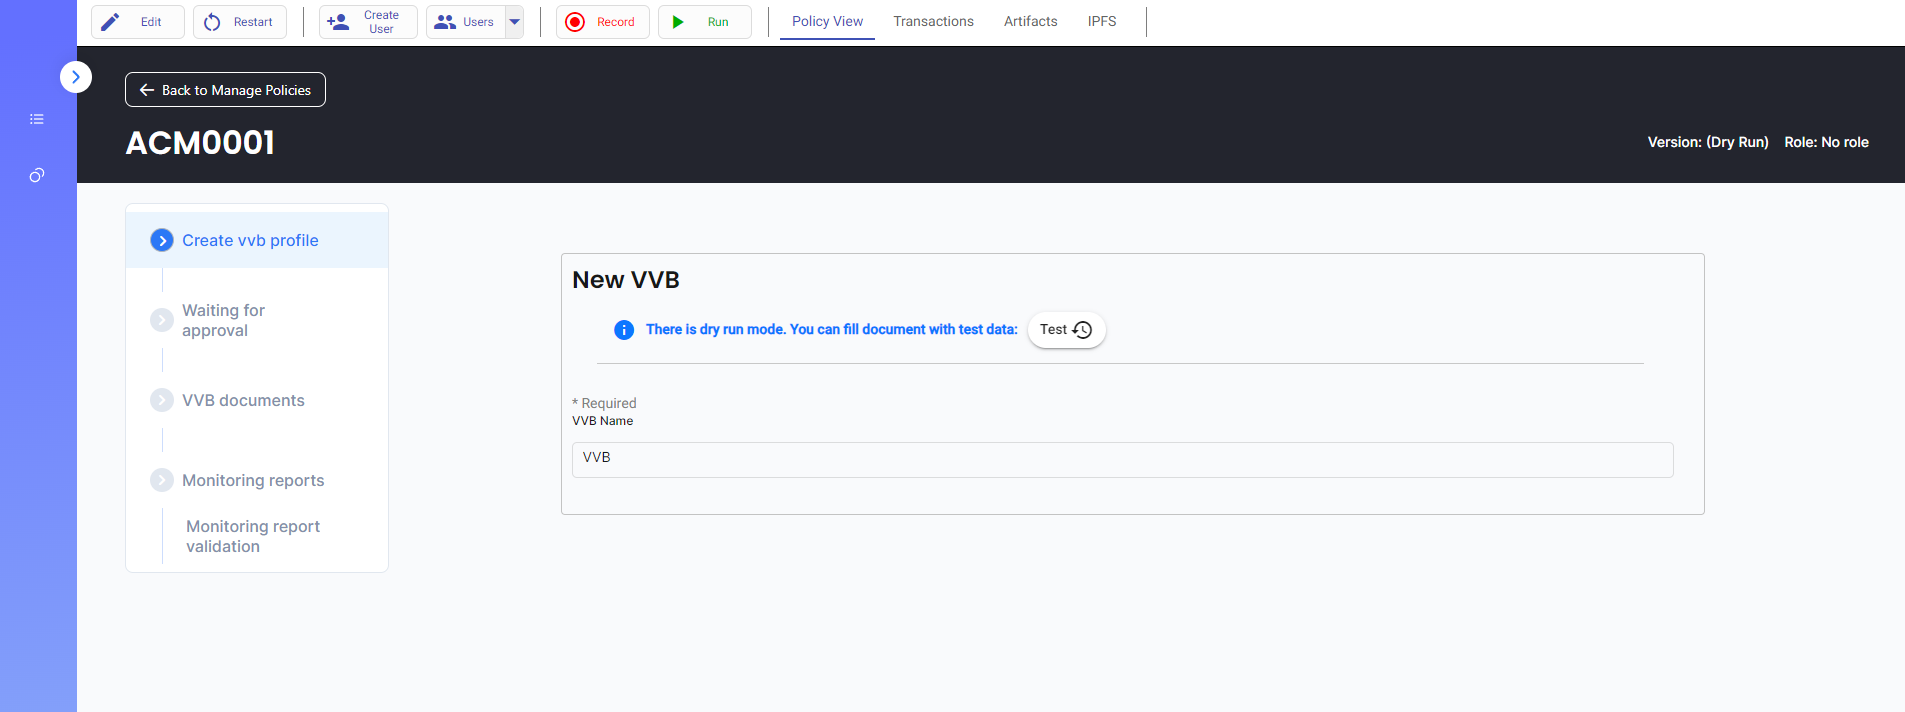 Edit
Restart
Create
User
Users
Record
Run
Policy View
Transactions
Artifacts
IPFS
Back to Manage Policies
ACM0001
Version: (Dry Run)
Role: No role
Create vvb profile
Waiting for
approval
VVB documents
Monitoring reports
Monitoring report
validation
New VVB
There is dry run mode. You can fill document with test data:
Test
* Required
VVB Name
VVB